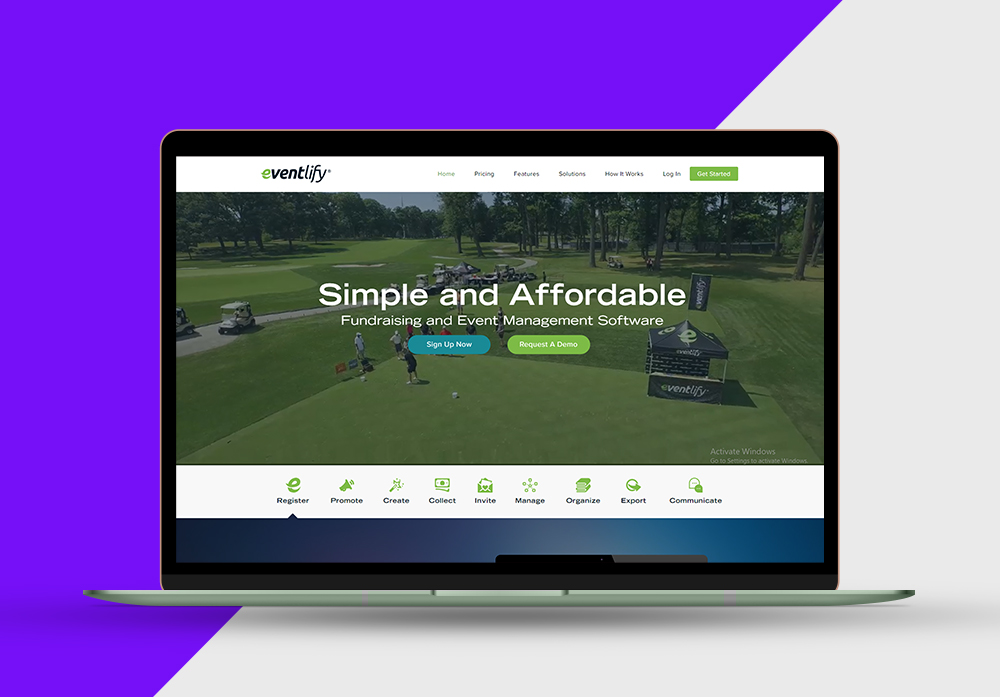 eventlify®
Home Pricing Features Solutions How It Works Log In Get Started
eventlify
Simple and Affordable
Fundraising and Event Management Software
Sign Up Now Request A Demo
eventlify
eventlify
Activate Windows
Go to Settings to activate Windows.
Register Promote Create Collect Invite Manage Organize Export Communicate